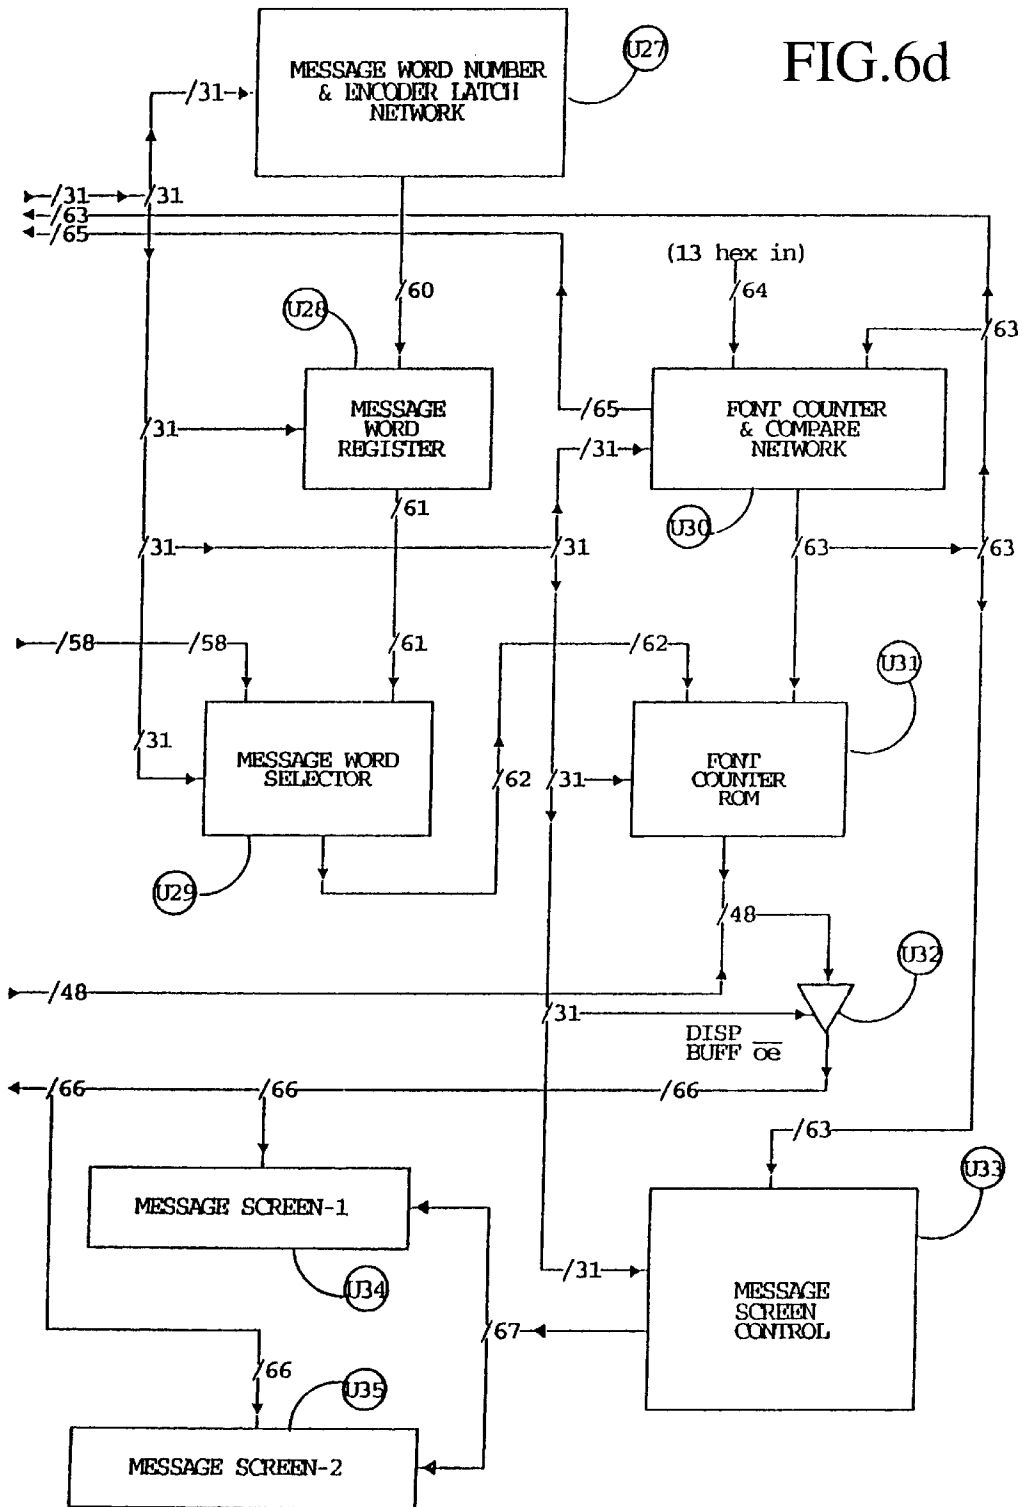 FIG.6d
U27
MESSAGE WORD NUMBER
& ENCODER LATCH
NETWORK
/31
/31 /31
/63
/65
(13 hex in)
/60
/64
U28
/63
MESSAGE
WORD
REGISTER
/65
FONT COUNTER
& COMPARE
NETWORK
/31
/31
/61
U30
/31
/31
/63
/63
/58
/58
/61
/62
U31
/31
MESSAGE WORD
SELECTOR
/62
/31
FONT
COUNTER
ROM
U29
/48
U32
/48
/31
DISP
BUFF oe
/66
/66
/66
/63
U33
MESSAGE SCREEN-1
/31
U34
MESSAGE
SCREEN
CONTROL
/67
/66
U35
MESSAGE SCREEN-2